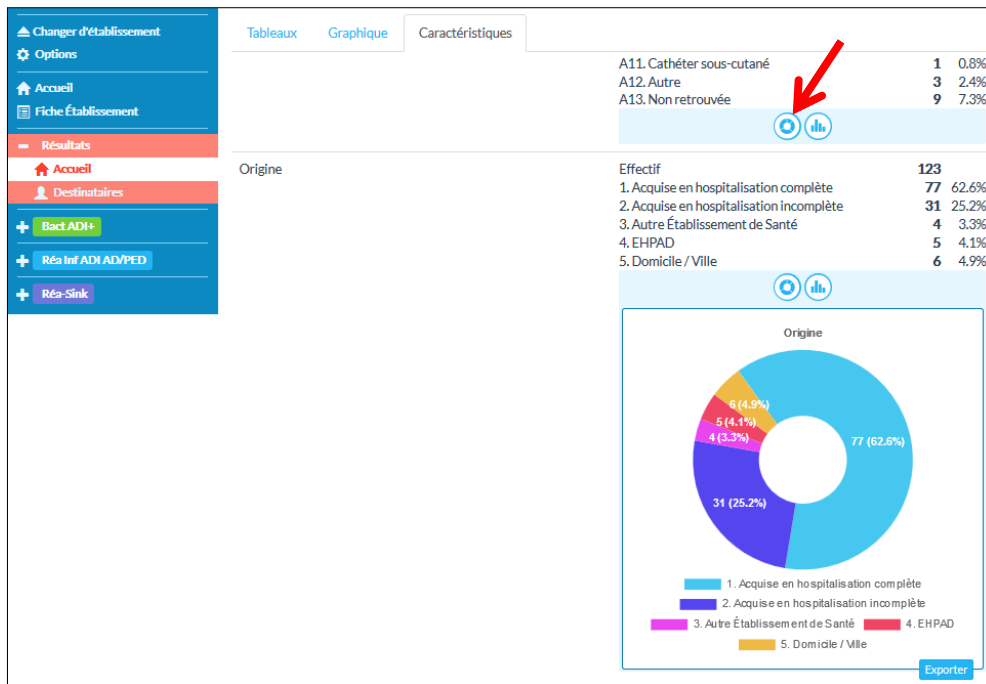 Changer d'établissement
Options
Accueil
Fiche Établissement
Résultats
Accueil
Destinataires
Bact ADI+
Réa Inf ADI AD/PED
Réa-Sink
Tableaux Graphique Caractéristiques
A11. Cathéter sous-cutané 1 0.8%
A12. Autre 3 2.4%
A13. Non retrouvée 9 7.3%
Origine Effectif 123
1. Acquise en hospitalisation complète 77 62.6%
2. Acquise en hospitalisation incomplète 31 25.2%
3. Autre Établissement de Santé 4 3.3%
4. EHPAD 5 4.1%
5. Domicile / Ville 6 4.9%
Origine
6 (4.9%)
5 (4.1%)
4 (3.3%)
77 (62.6%)
31 (25.2%)
1. Acquise en hospitalisation complète
2. Acquise en hospitalisation incomplète
3. Autre Établissement de Santé 4. EHPAD
5. Domicile / Ville
Exporter